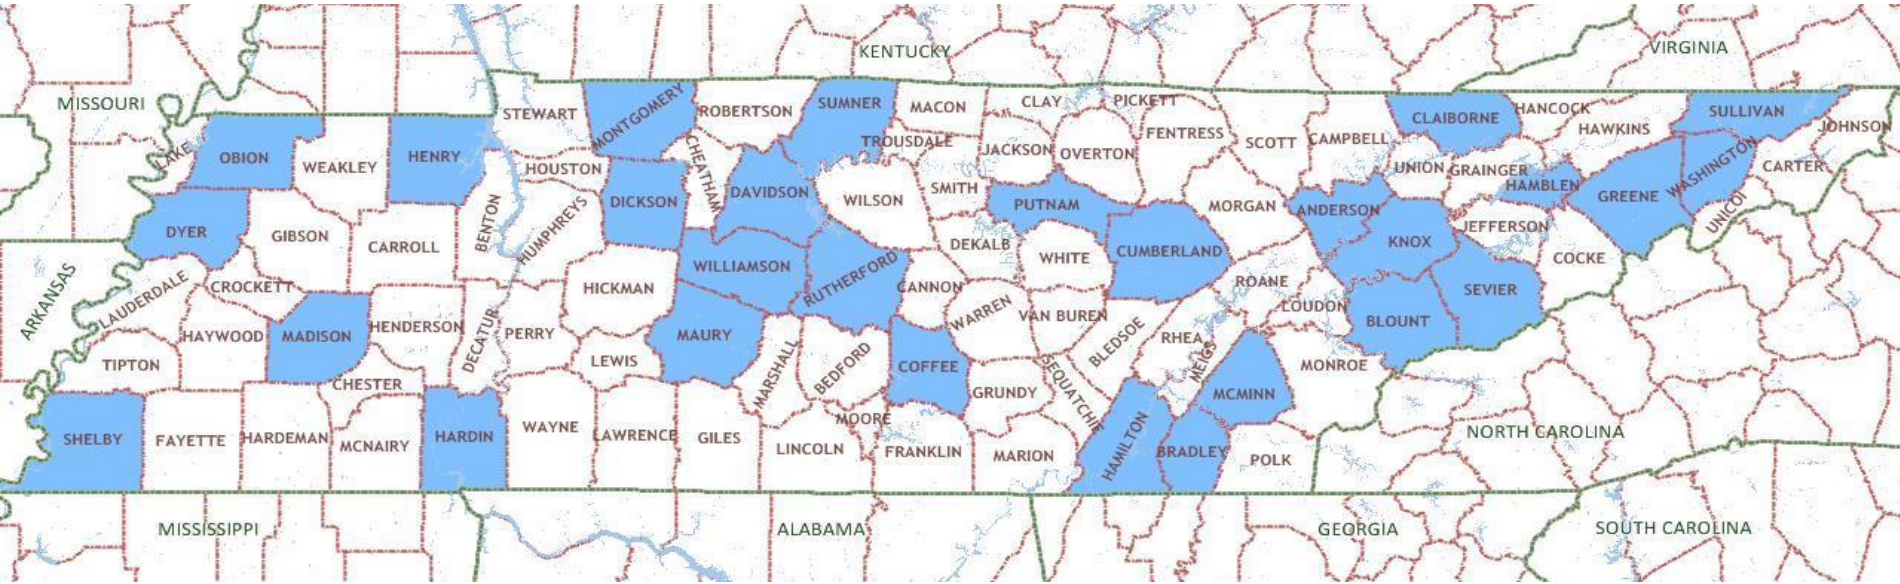 KENTUCKY
VIRGINIA
MISSOURI
STEWART
MONTGOMERY
ROBERTSON
SUMNER
MACON
CLAY
PICKETT
CLAIBORNE
HANCOCK
SULLIVAN
JOHNSON
LAKE
OBION
WEAKLEY
HENRY
HOUSTON
CHEATHAM
TROUSDALE
JACKSON
OVERTON
FENTRESS
SCOTT
CAMPBELL
UNION
GRAINGER
HAWKINS
HAMBLEN
GREENE
WASHINGTON
CARTER
UNICOI
DYER
GIBSON
CARROLL
BENTON
HUMPHREYS
DICKSON
DAVIDSON
WILSON
SMITH
PUTNAM
MORGAN
ANDERSON
KNOX
JEFFERSON
COCKE
ARKANSAS
LAUDERDALE
CROCKETT
HICKMAN
WILLIAMSON
RUTHERFORD
DEKALB
CANNON
WHITE
CUMBERLAND
ROANE
LOUDON
SEVIER
TIPTON
HAYWOOD
MADISON
HENDERSON
DECATUR
PERRY
LEWIS
MAURY
MARSHALL
BEDFORD
COFFEE
WARREN
VAN BUREN
BLEDSOE
RHEA
MEIGS
BLOUNT
MONROE
CHESTER
GRUNDY
SEQUATCHIE
MCMINN
SHELBY
FAYETTE
HARDEMAN
MCNAIRY
HARDIN
WAYNE
LAWRENCE
GILES
LINCOLN
MOORE
FRANKLIN
MARION
HAMILTON
BRADLEY
POLK
NORTH CAROLINA
MISSISSIPPI
ALABAMA
GEORGIA
SOUTH CAROLINA